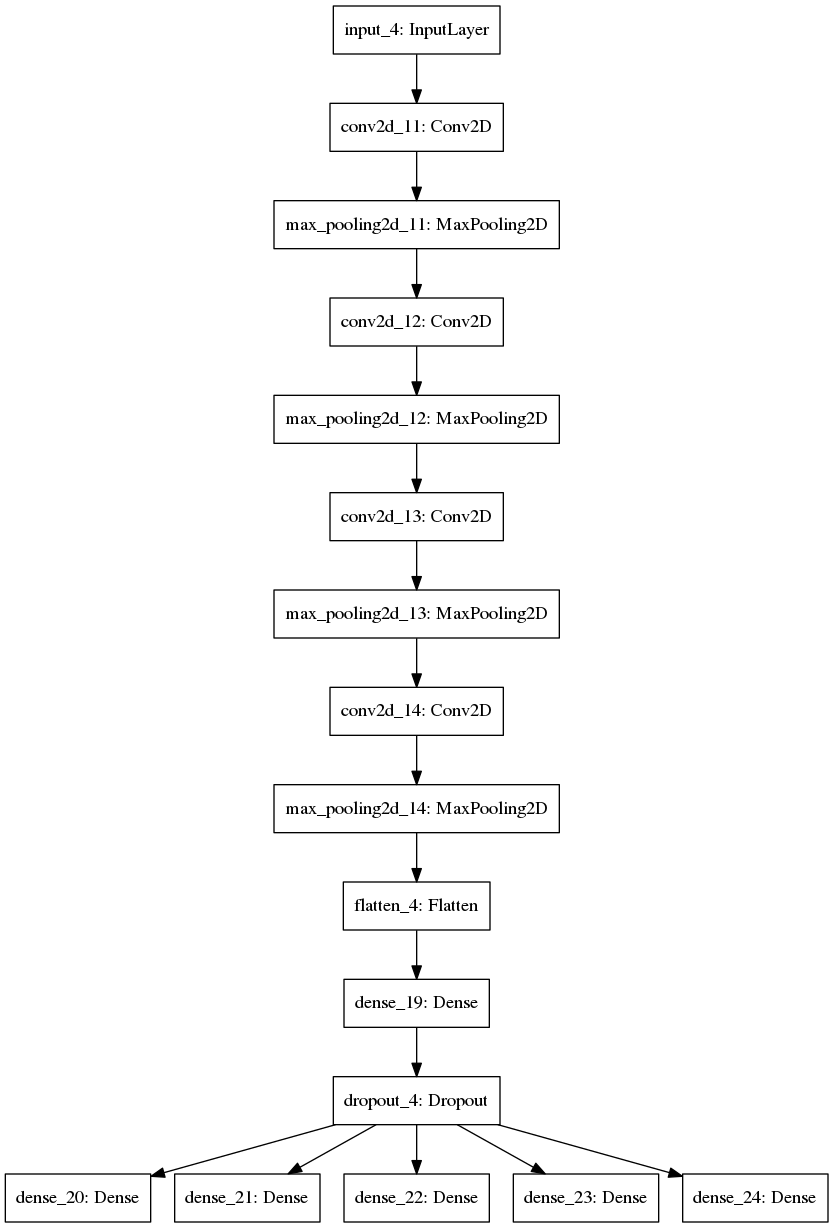 input_4: InputLayer
conv2d_11: Conv2D
max_pooling2d_11: MaxPooling2D
conv2d_12: Conv2D
max_pooling2d_12: MaxPooling2D
conv2d_13: Conv2D
max_pooling2d_13: MaxPooling2D
conv2d_14: Conv2D
max_pooling2d_14: MaxPooling2D
flatten_4: Flatten
dense_19: Dense
dropout_4: Dropout
dense_20: Dense
dense_21: Dense
dense_22: Dense
dense_23: Dense
dense_24: Dense